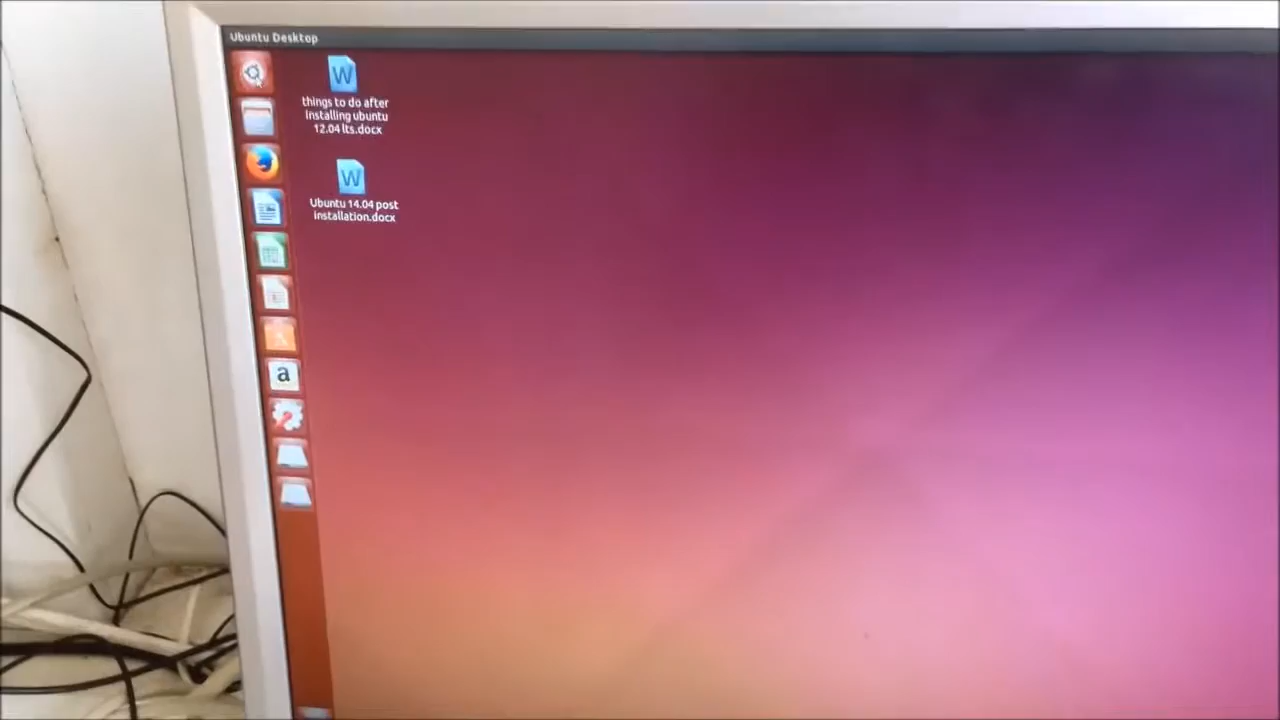 Ubuntu Desktop
W
things to do after
installing ubuntu
12.04 lts.docx
W
Ubuntu 14.04 post
installation.docx
a